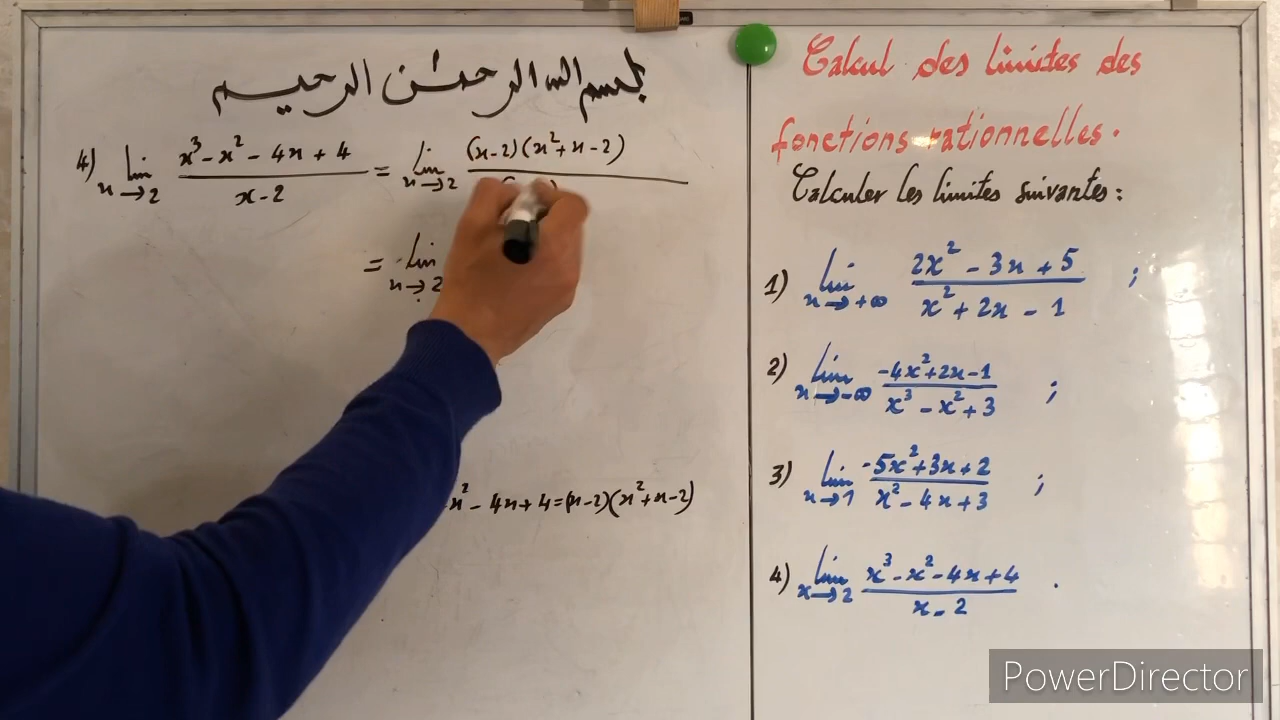 بسم الله الرحمٰن الرحيم
4) lim x→2 (x³ - x² - 4x + 4)/(x - 2) = lim x→2 (x-2)(x²+x-2)
= lim x→2
x² - 4x + 4 = (x-2)(x²+x-2)
Calcul des limites des
fonctions rationnelles.
Calculer les limites suivantes :
1) lim x→+∞ (2x² - 3x + 5)/(x² + 2x - 1) ;
2) lim x→-∞ (-4x²+2x-1)/(x³ - x² + 3) ;
3) lim x→1 (-5x²+3x+2)/(x² - 4x + 3) ;
4) lim x→2 (x³ - x² - 4x + 4)/(x - 2) .
PowerDirector